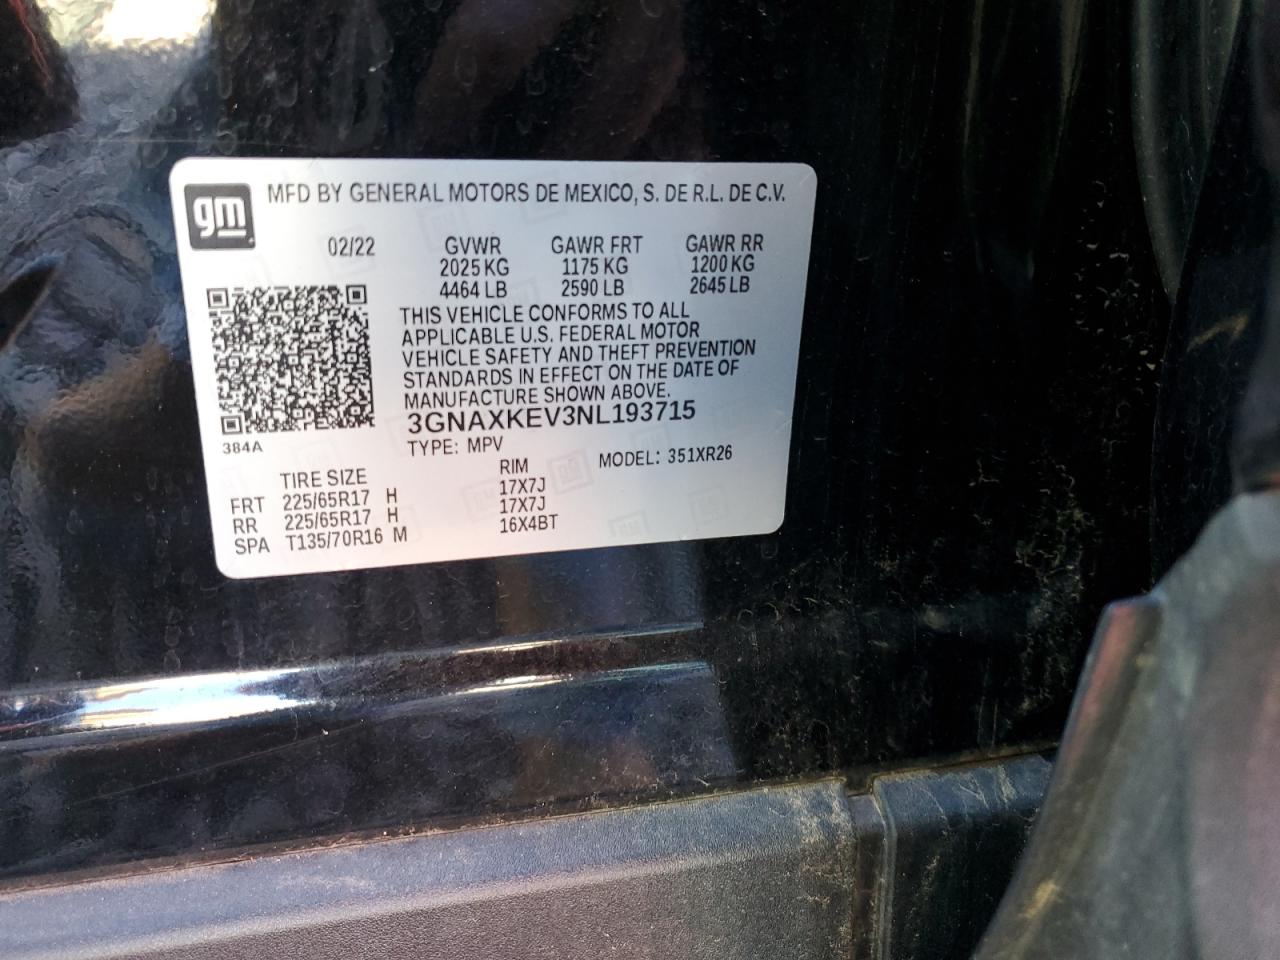 gm MFD BY GENERAL MOTORS DE MEXICO, S. DE R.L. DE C.V.
02/22 GVWR GAWR FRT GAWR RR
2025 KG 1175 KG 1200 KG
4464 LB 2590 LB 2645 LB
THIS VEHICLE CONFORMS TO ALL
APPLICABLE U.S. FEDERAL MOTOR
VEHICLE SAFETY AND THEFT PREVENTION
STANDARDS IN EFFECT ON THE DATE OF
MANUFACTURE SHOWN ABOVE.
3GNAXKEV3NL193715
384A
TYPE: MPV MODEL: 351XR26
TIRE SIZE RIM
FRT 225/65R17 H 17X7J
RR 225/65R17 H 17X7J
SPA T135/70R16 M 16X4BT